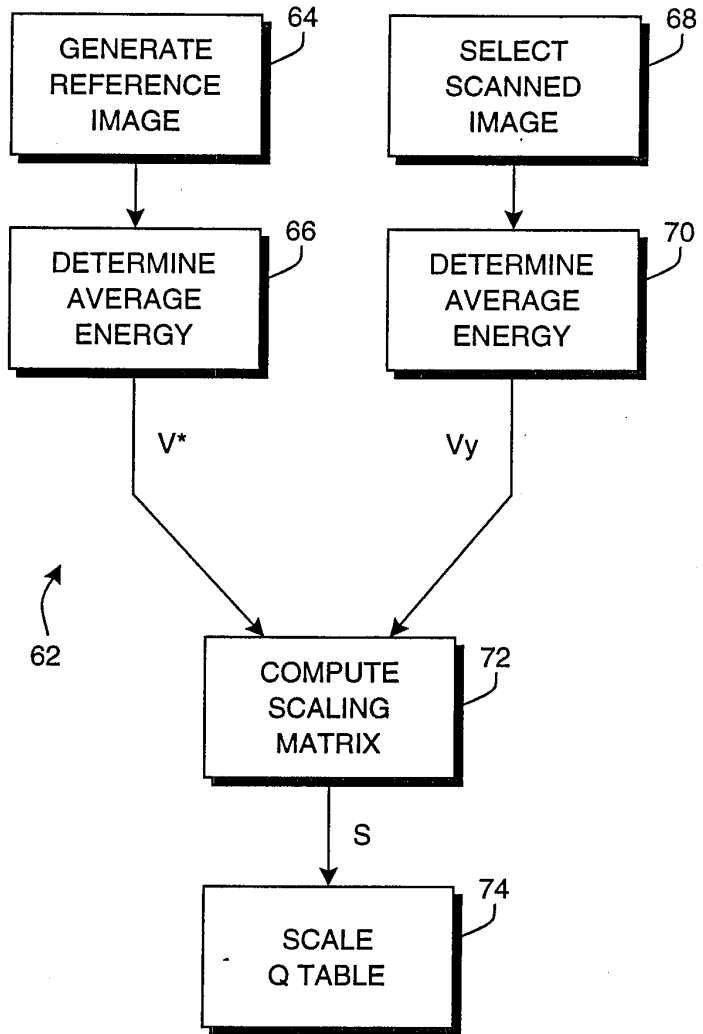 64
GENERATE
REFERENCE
IMAGE
68
SELECT
SCANNED
IMAGE
66
DETERMINE
AVERAGE
ENERGY
70
DETERMINE
AVERAGE
ENERGY
V*
Vy
62
72
COMPUTE
SCALING
MATRIX
S
74
SCALE
Q TABLE